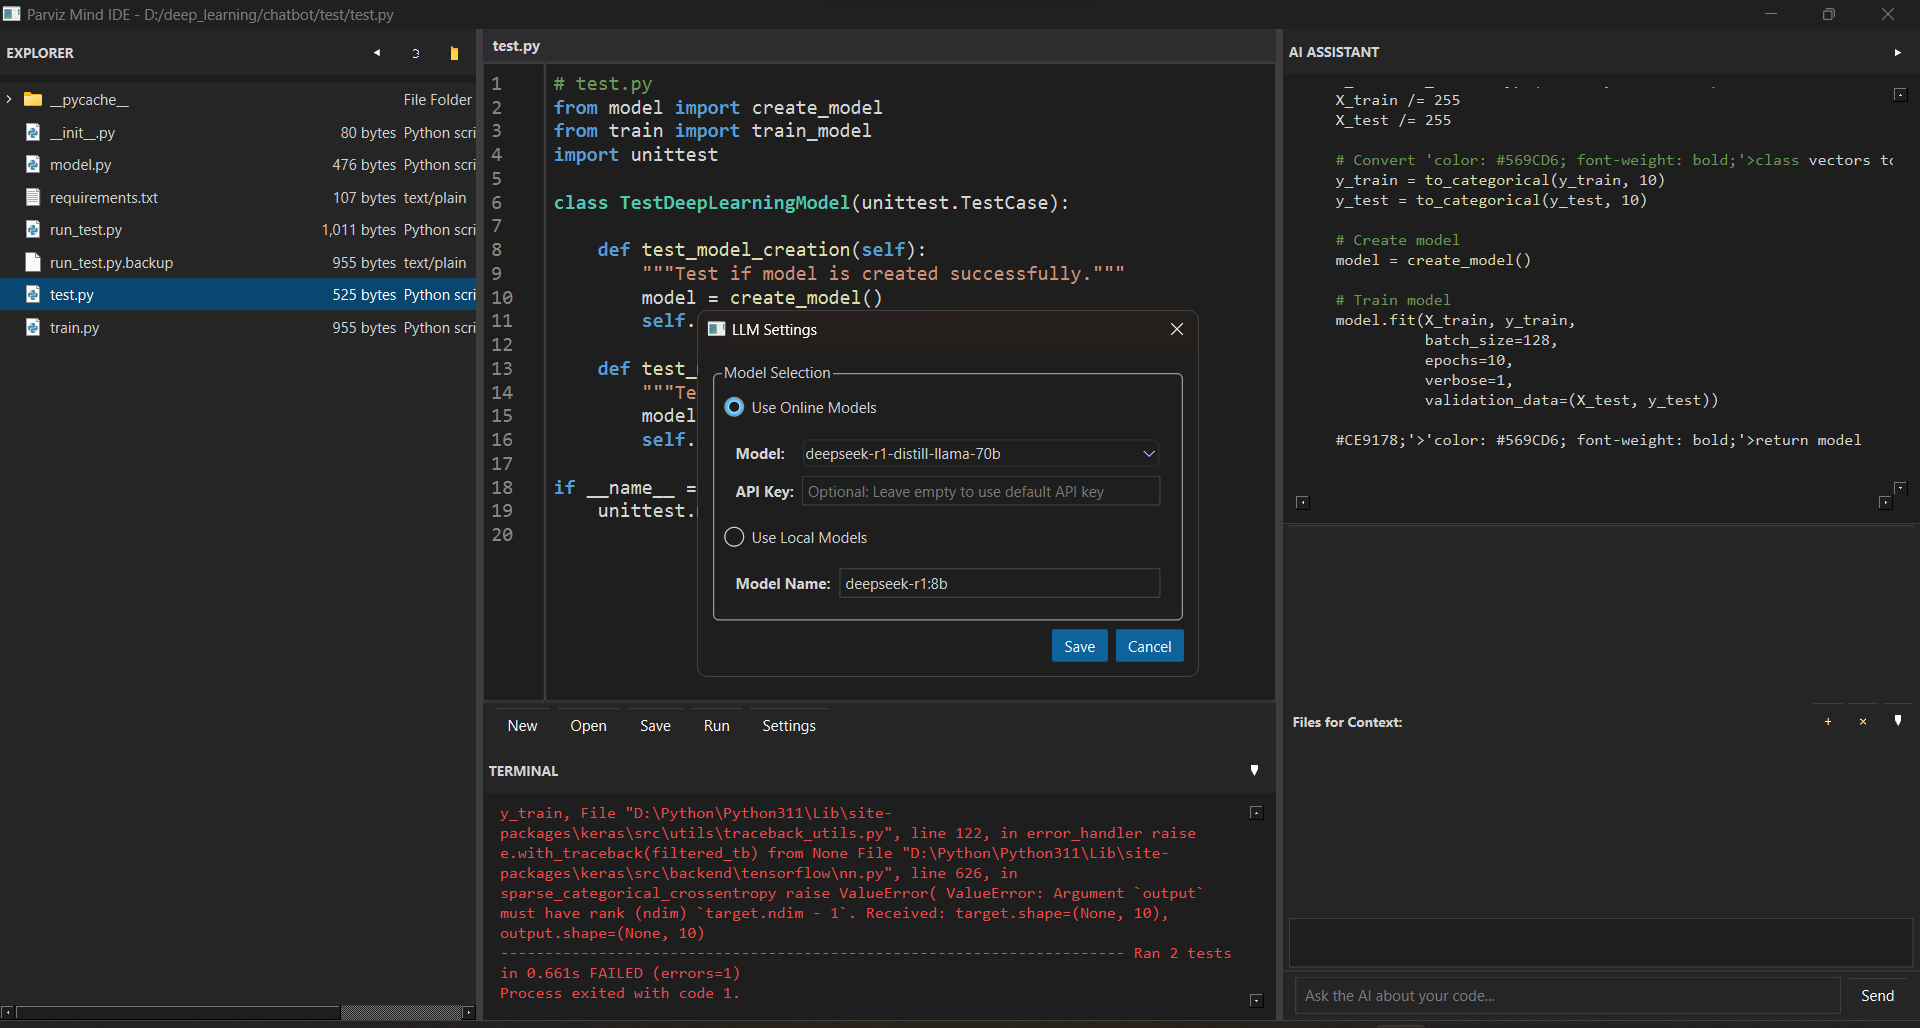 Parviz Mind IDE - D:/deep_learning/chatbot/test/test.py
EXPLORER
__pycache__ File Folder
__init__.py 80 bytes Python scri
model.py 476 bytes Python scri
requirements.txt 107 bytes text/plain
run_test.py 1,011 bytes Python scri
run_test.py.backup 955 bytes text/plain
test.py 525 bytes Python scri
train.py 955 bytes Python scri
test.py
1 # test.py
2 from model import create_model
3 from train import train_model
4 import unittest
5
6 class TestDeepLearningModel(unittest.TestCase):
7
8 def test_model_creation(self):
9 """Test if model is created successfully."""
10 model = create_model()
11 self.
12
13 def test_
14 """Te
15 model
16 self.
17
18 if __name__ =
19 unittest.
20
LLM Settings
Model Selection
Use Online Models
Model: deepseek-r1-distill-llama-70b
API Key: Optional: Leave empty to use default API key
Use Local Models
Model Name: deepseek-r1:8b
Save Cancel
New Open Save Run Settings
TERMINAL
y_train, File "D:\Python\Python311\Lib\site-
packages\keras\src\utils\traceback_utils.py", line 122, in error_handler raise
e.with_traceback(filtered_tb) from None File "D:\Python\Python311\Lib\site-
packages\keras\src\backend\tensorflow\nn.py", line 626, in
sparse_categorical_crossentropy raise ValueError( ValueError: Argument `output`
must have rank (ndim) `target.ndim - 1`. Received: target.shape=(None, 10),
output.shape=(None, 10)
---------------------------------------------------------------------- Ran 2 tests
in 0.661s FAILED (errors=1)
Process exited with code 1.
AI ASSISTANT
X_train /= 255
X_test /= 255
# Convert 'color: #569CD6; font-weight: bold;'>class vectors to
y_train = to_categorical(y_train, 10)
y_test = to_categorical(y_test, 10)
# Create model
model = create_model()
# Train model
model.fit(X_train, y_train,
batch_size=128,
epochs=10,
verbose=1,
validation_data=(X_test, y_test))
#CE9178;'>'color: #569CD6; font-weight: bold;'>return model
Files for Context:
+ ×
Ask the AI about your code...
Send